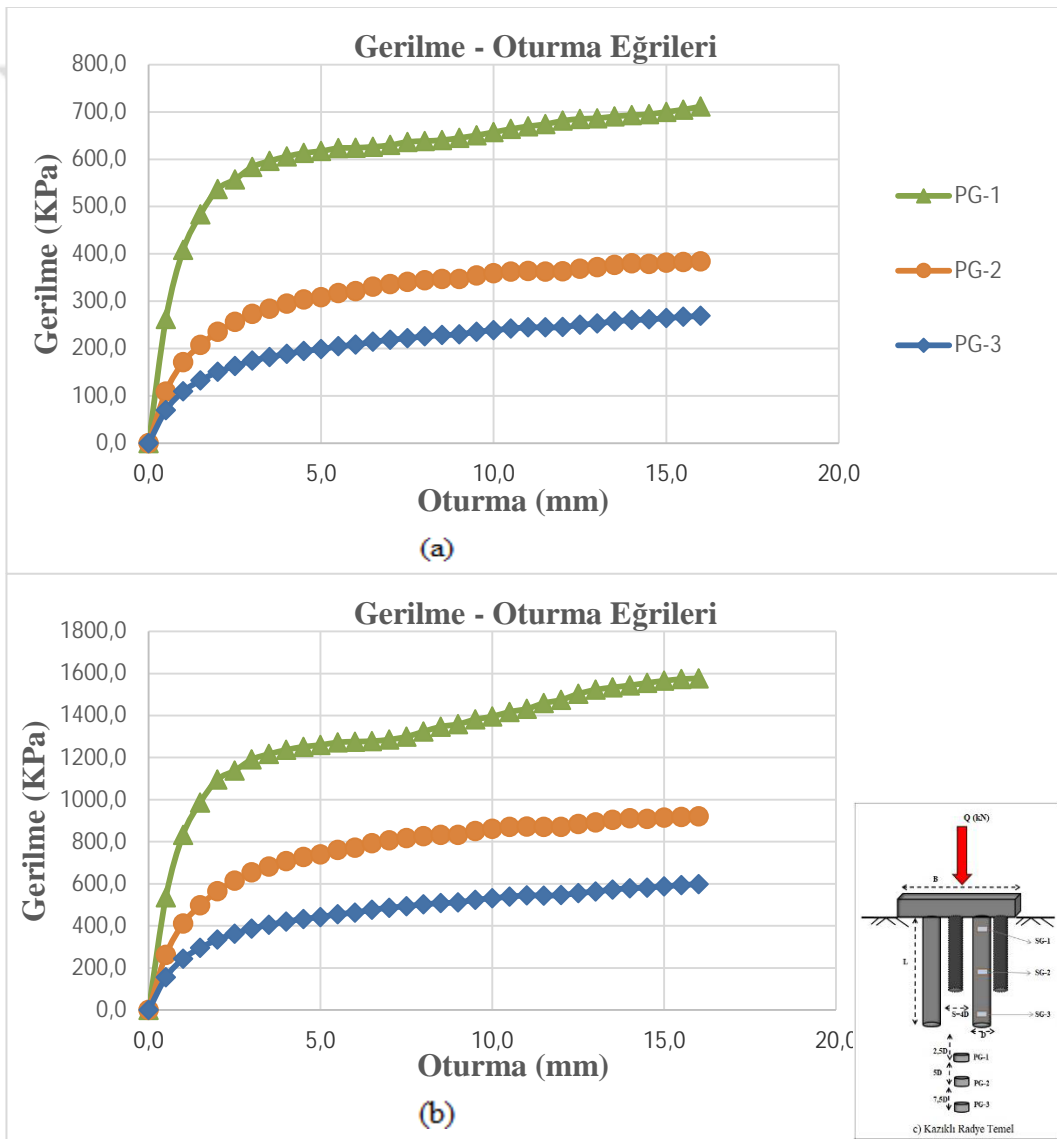 Gerilme - Oturma Eğrileri
800,0
700,0
600,0
500,0
400,0
300,0
200,0
100,0
0,0
Gerilme (KPa)
0,0 5,0 10,0 15,0 20,0
Oturma (mm)
PG-1
PG-2
PG-3
(a)
Gerilme - Oturma Eğrileri
1800,0
1600,0
1400,0
1200,0
1000,0
800,0
600,0
400,0
200,0
0,0
Gerilme (KPa)
0,0 5,0 10,0 15,0 20,0
Oturma (mm)
(b)
Q (kN)
B
L
SG-1
SG-2
SG-3
S=4D
D
2,5D
PG-1
5D
PG-2
7,5D
PG-3
c) Kazıklı Radye Temel